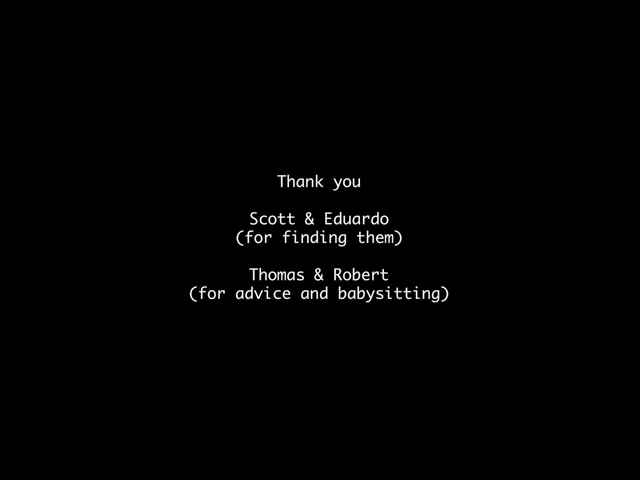 Thank you
Scott & Eduardo
(for finding them)
Thomas & Robert
(for advice and babysitting)